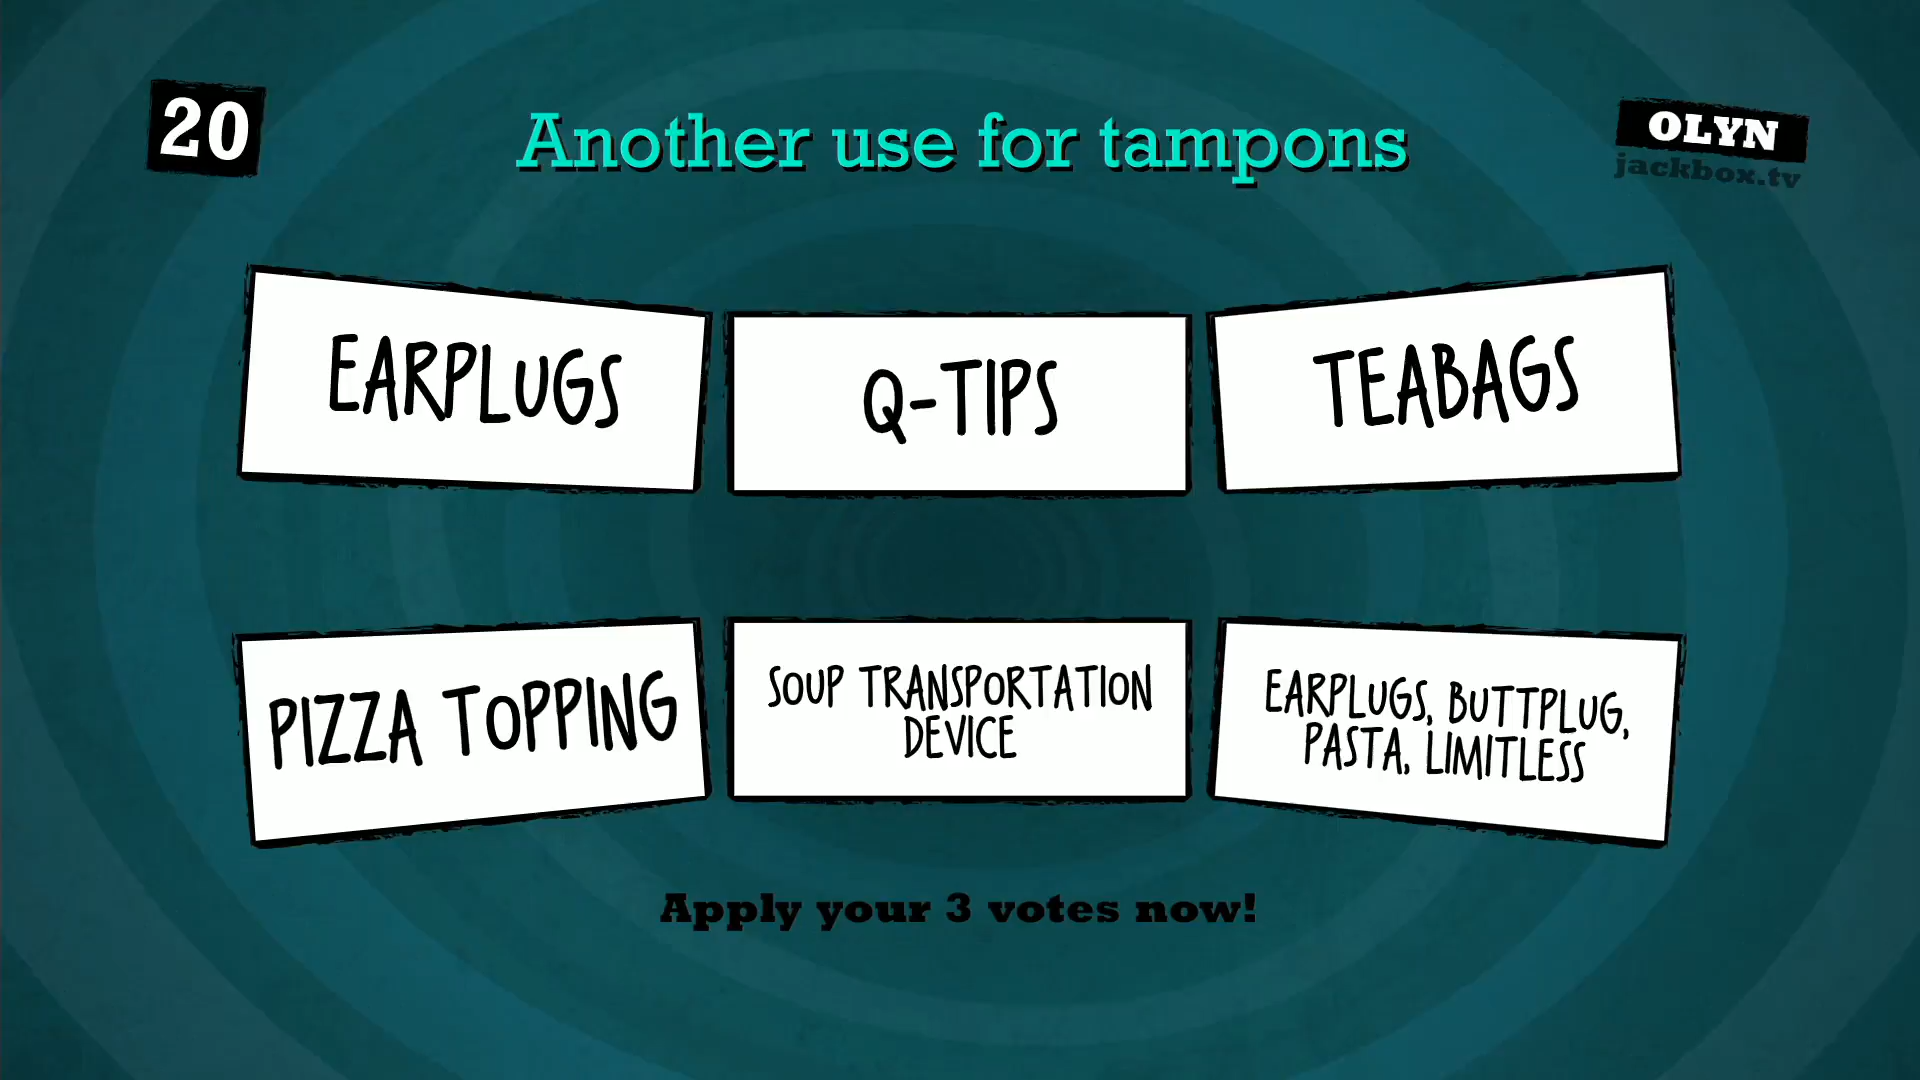 20
Another use for tampons
OLYN
jackbox.tv
EARPLUGS
Q-TIPS
TEABAGS
PIZZA TOPPING
SOUP TRANSPORTATION
DEVICE
EARPLUGS, BUTTPLUG,
PASTA, LIMITLESS
Apply your 3 votes now!